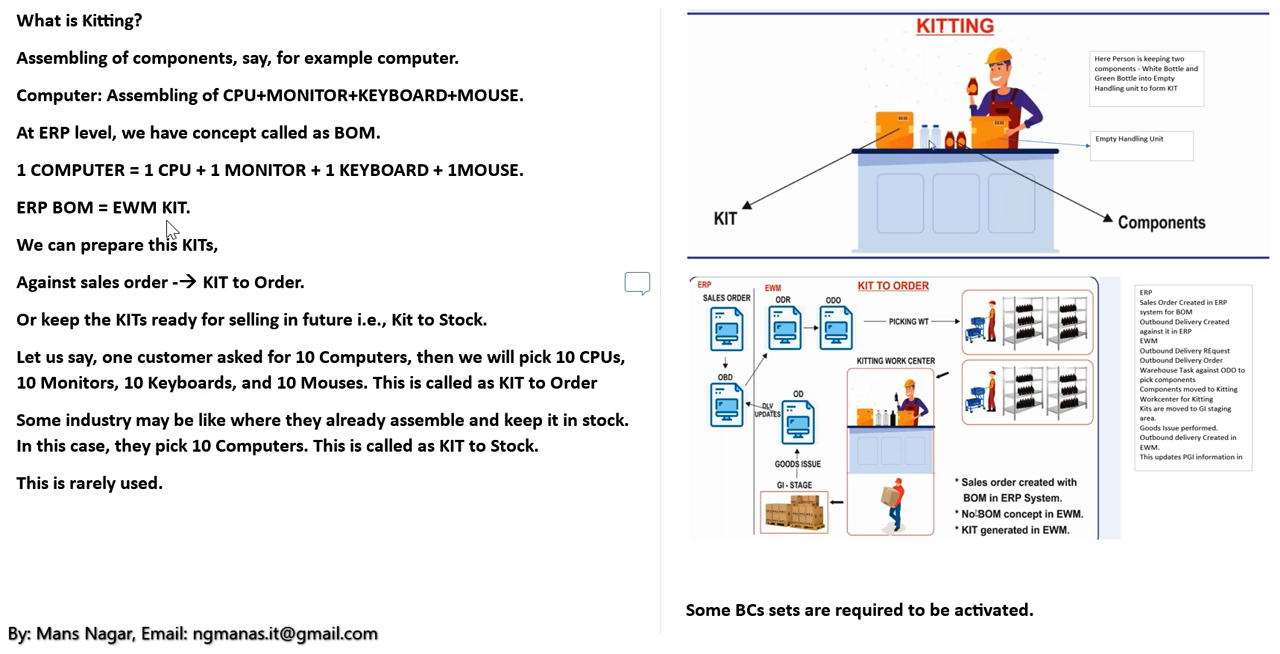 What is Kitting?
Assembling of components, say, for example computer.
Computer: Assembling of CPU+MONITOR+KEYBOARD+MOUSE.
At ERP level, we have concept called as BOM.
1 COMPUTER = 1 CPU + 1 MONITOR + 1 KEYBOARD + 1MOUSE.
ERP BOM = EWM KIT.
We can prepare this KITs,
Against sales order -→ KIT to Order.
Or keep the KITs ready for selling in future i.e., Kit to Stock.
Let us say, one customer asked for 10 Computers, then we will pick 10 CPUs,
10 Monitors, 10 Keyboards, and 10 Mouses. This is called as KIT to Order
Some industry may be like where they already assemble and keep it in stock.
In this case, they pick 10 Computers. This is called as KIT to Stock.
This is rarely used.
By: Mans Nagar, Email: ngmanas.it@gmail.com
KITTING
Here Person is keeping two
components - White Bottle and
Green Bottle into Empty
Handling unit to form KIT
Empty Handling Unit
KIT
Components
ERP
EWM
KIT TO ORDER
SALES ORDER
ODR
ODO
PICKING WT
KITTING WORK CENTER
OBD
DLV
UPDATES
OD
GOODS ISSUE
GI - STAGE
* Sales order created with
BOM in ERP System.
* No BOM concept in EWM.
* KIT generated in EWM.
ERP
Sales Order Created in ERP
system for BOM
Outbound Delivery Created
against it in ERP
EWM
Outbound Delivery REquest
Outbound Delivery Order
Warehouse Task against ODO to
pick components
Components moved to Kitting
Workcenter for Kitting
Kits are moved to GI staging
area.
Goods Issue performed.
Outbound delivery Created in
EWM.
This updates PGI information in
Some BCs sets are required to be activated.